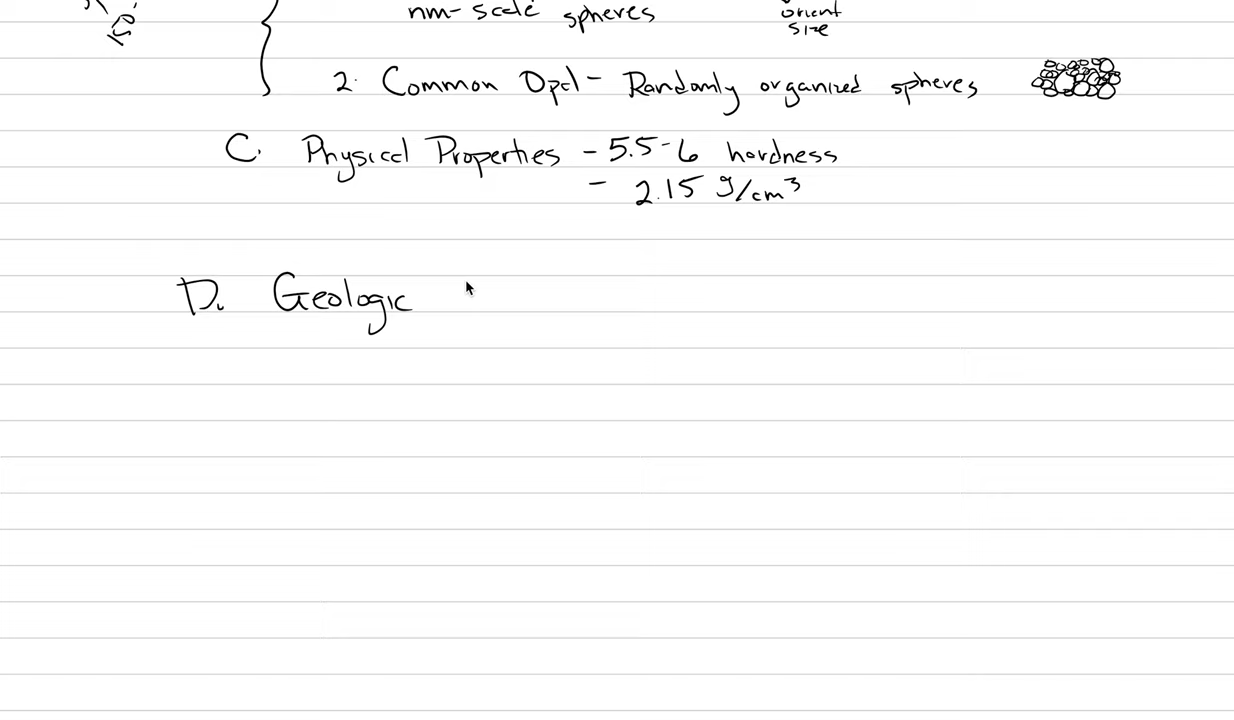 nm-scale spheres
orient
size
2. Common Opal - Randomly organized spheres
C. Physical Properties - 5.5-6 hardness
- 2.15 g/cm³
D. Geologic